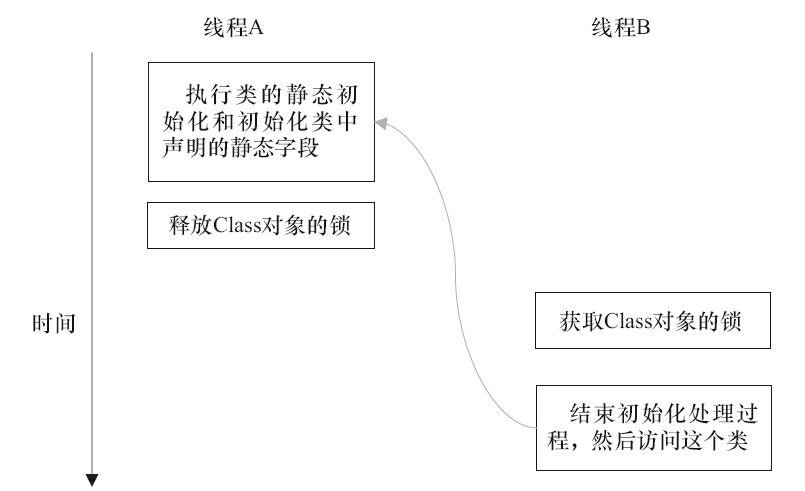 线程A
线程B
执行类的静态初
始化和初始化类中
声明的静态字段
释放Class对象的锁
时间
获取Class对象的锁
结束初始化处理过
程，然后访问这个类